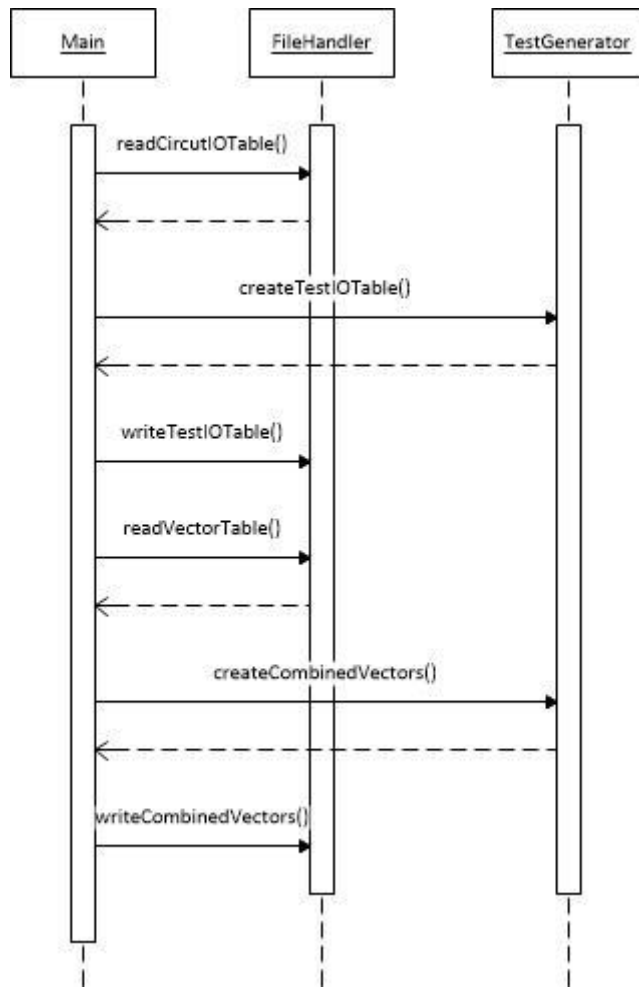 Main
FileHandler
TestGenerator
readCircutIOTable()
createTestIOTable()
writeTestIOTable()
readVectorTable()
createCombinedVectors()
writeCombinedVectors()